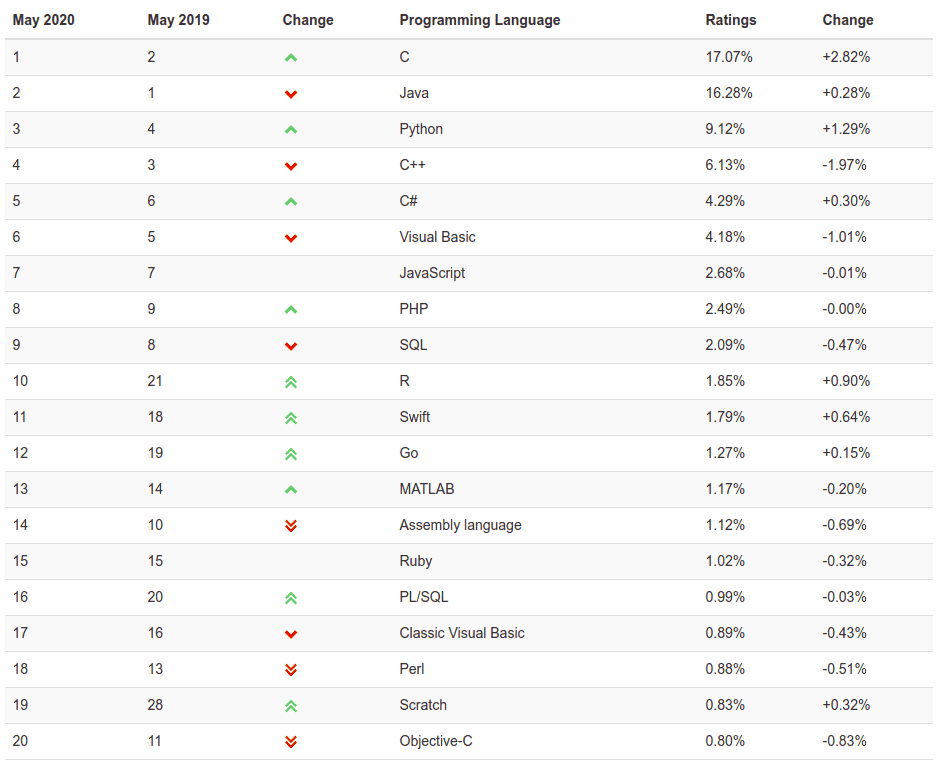 May 2020 May 2019 Change Programming Language Ratings Change
1 2 C 17.07% +2.82%
2 1 Java 16.28% +0.28%
3 4 Python 9.12% +1.29%
4 3 C++ 6.13% -1.97%
5 6 C# 4.29% +0.30%
6 5 Visual Basic 4.18% -1.01%
7 7 JavaScript 2.68% -0.01%
8 9 PHP 2.49% -0.00%
9 8 SQL 2.09% -0.47%
10 21 R 1.85% +0.90%
11 18 Swift 1.79% +0.64%
12 19 Go 1.27% +0.15%
13 14 MATLAB 1.17% -0.20%
14 10 Assembly language 1.12% -0.69%
15 15 Ruby 1.02% -0.32%
16 20 PL/SQL 0.99% -0.03%
17 16 Classic Visual Basic 0.89% -0.43%
18 13 Perl 0.88% -0.51%
19 28 Scratch 0.83% +0.32%
20 11 Objective-C 0.80% -0.83%